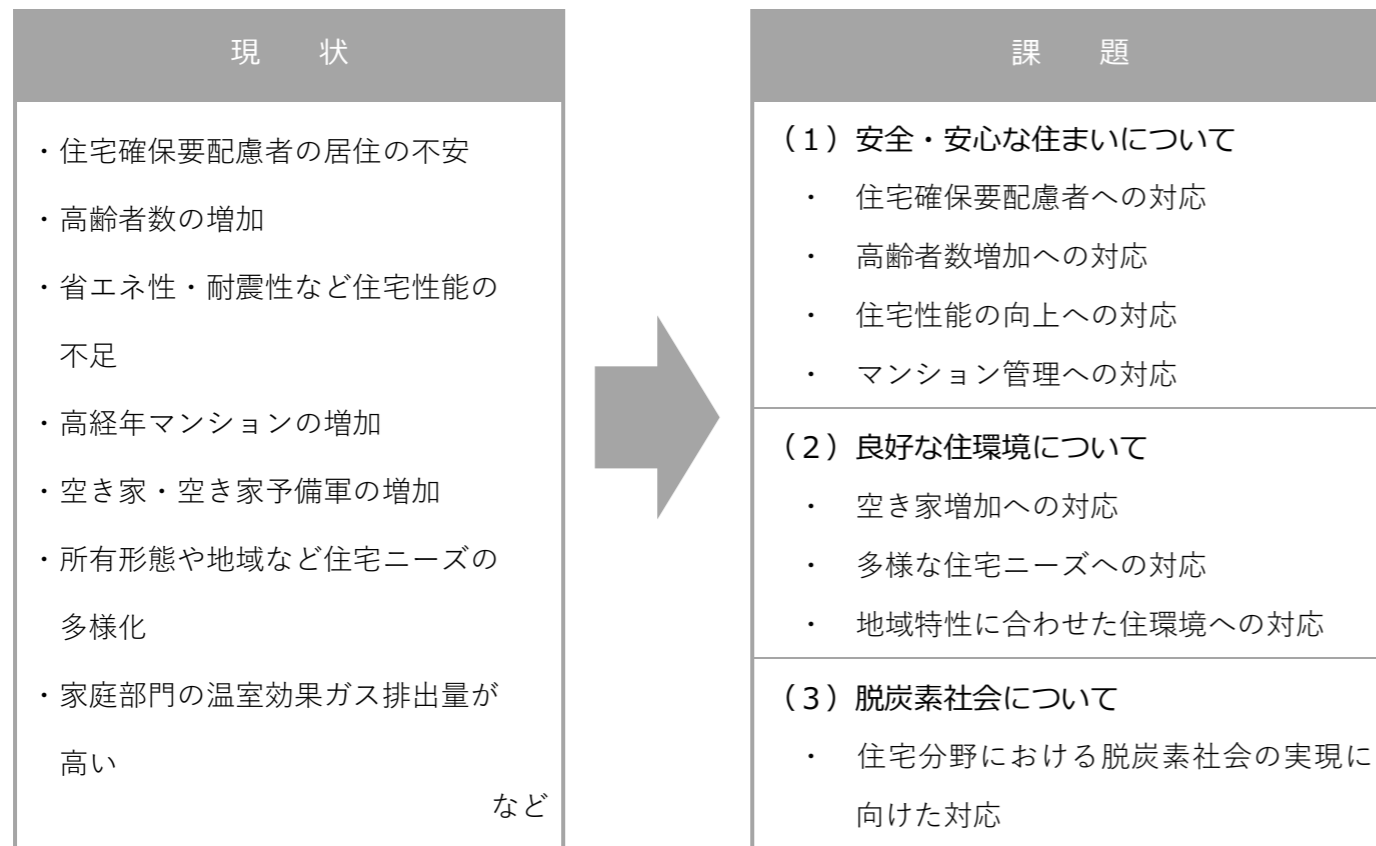 現　状
・住宅確保要配慮者の居住の不安
・高齢者数の増加
・省エネ性・耐震性など住宅性能の
不足
・高経年マンションの増加
・空き家・空き家予備軍の増加
・所有形態や地域など住宅ニーズの
多様化
・家庭部門の温室効果ガス排出量が
高い
など
課　題
（１）安全・安心な住まいについて
・　住宅確保要配慮者への対応
・　高齢者数増加への対応
・　住宅性能の向上への対応
・　マンション管理への対応
（２）良好な住環境について
・　空き家増加への対応
・　多様な住宅ニーズへの対応
・　地域特性に合わせた住環境への対応
（３）脱炭素社会について
・　住宅分野における脱炭素社会の実現に
向けた対応